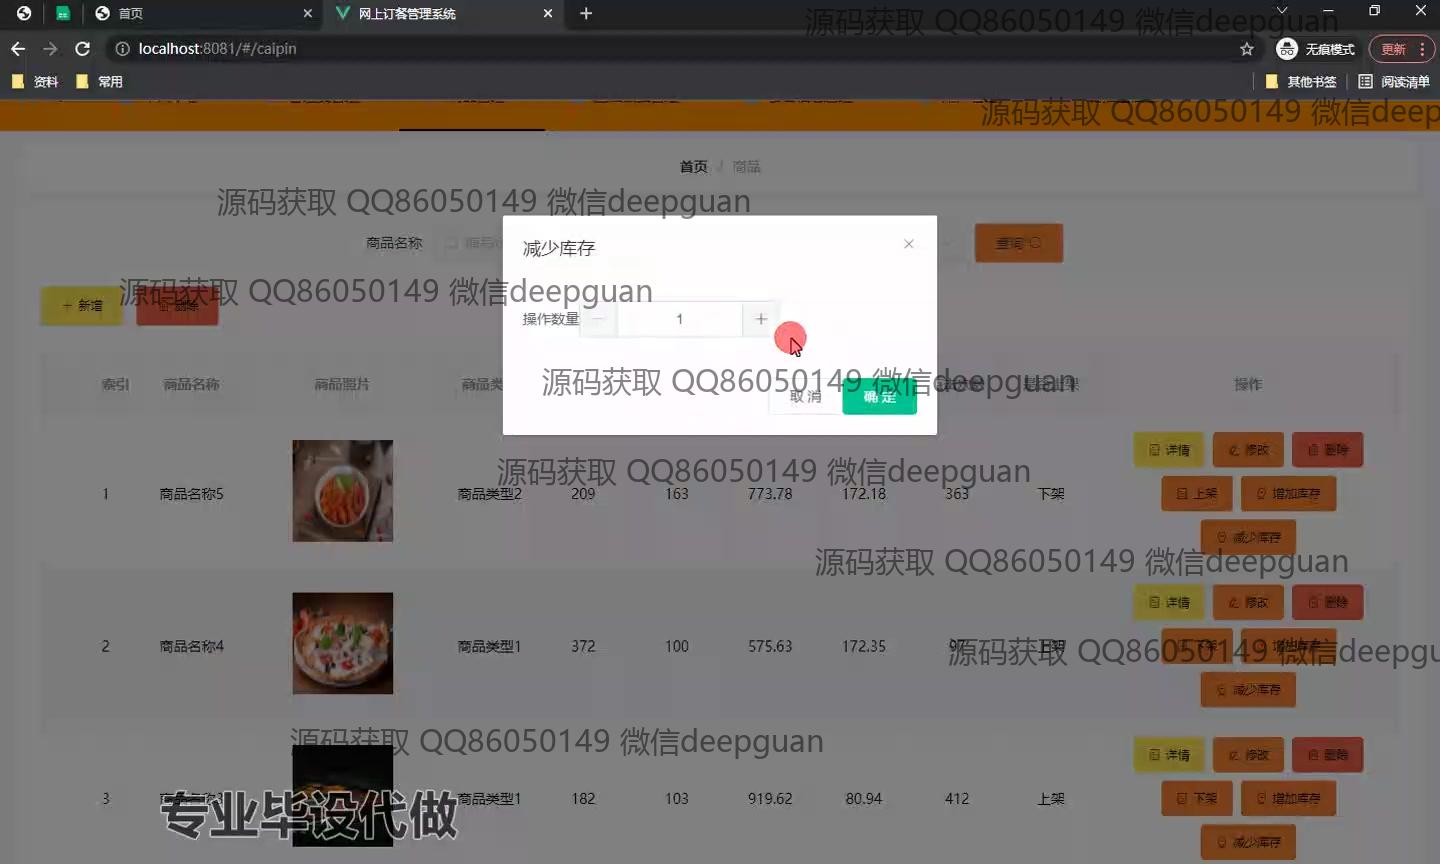 首页
网上订餐管理系统
localhost:8081/#/caipin
无痕模式
更新
资料
常用
其他书签
阅读清单
源码获取 QQ86050149 微信deepguan
源码获取 QQ86050149 微信deep
首页 / 商品
源码获取 QQ86050149 微信deepguan
商品名称
查询
减少库存
源码获取 QQ86050149 微信deepguan
新增
删除
操作数量
1
源码获取 QQ86050149 微信deepguan
取消
确定
索引 商品名称 商品照片 商品类 操作
源码获取 QQ86050149 微信deepguan
1 商品名称5 商品类型2 209 163 773.78 172.18 363 下架
详情 修改 删除
上架 增加库存
减少库存
源码获取 QQ86050149 微信deepguan
2 商品名称4 商品类型1 372 100 575.63 172.35 97 上架
详情 修改 删除
下架 增加库存
减少库存
源码获取 QQ86050149 微信deepgu
源码获取 QQ86050149 微信deepguan
3 商品名称3 商品类型1 182 103 919.62 80.94 412 上架
详情 修改 删除
下架 增加库存
减少库存
专业毕设代做